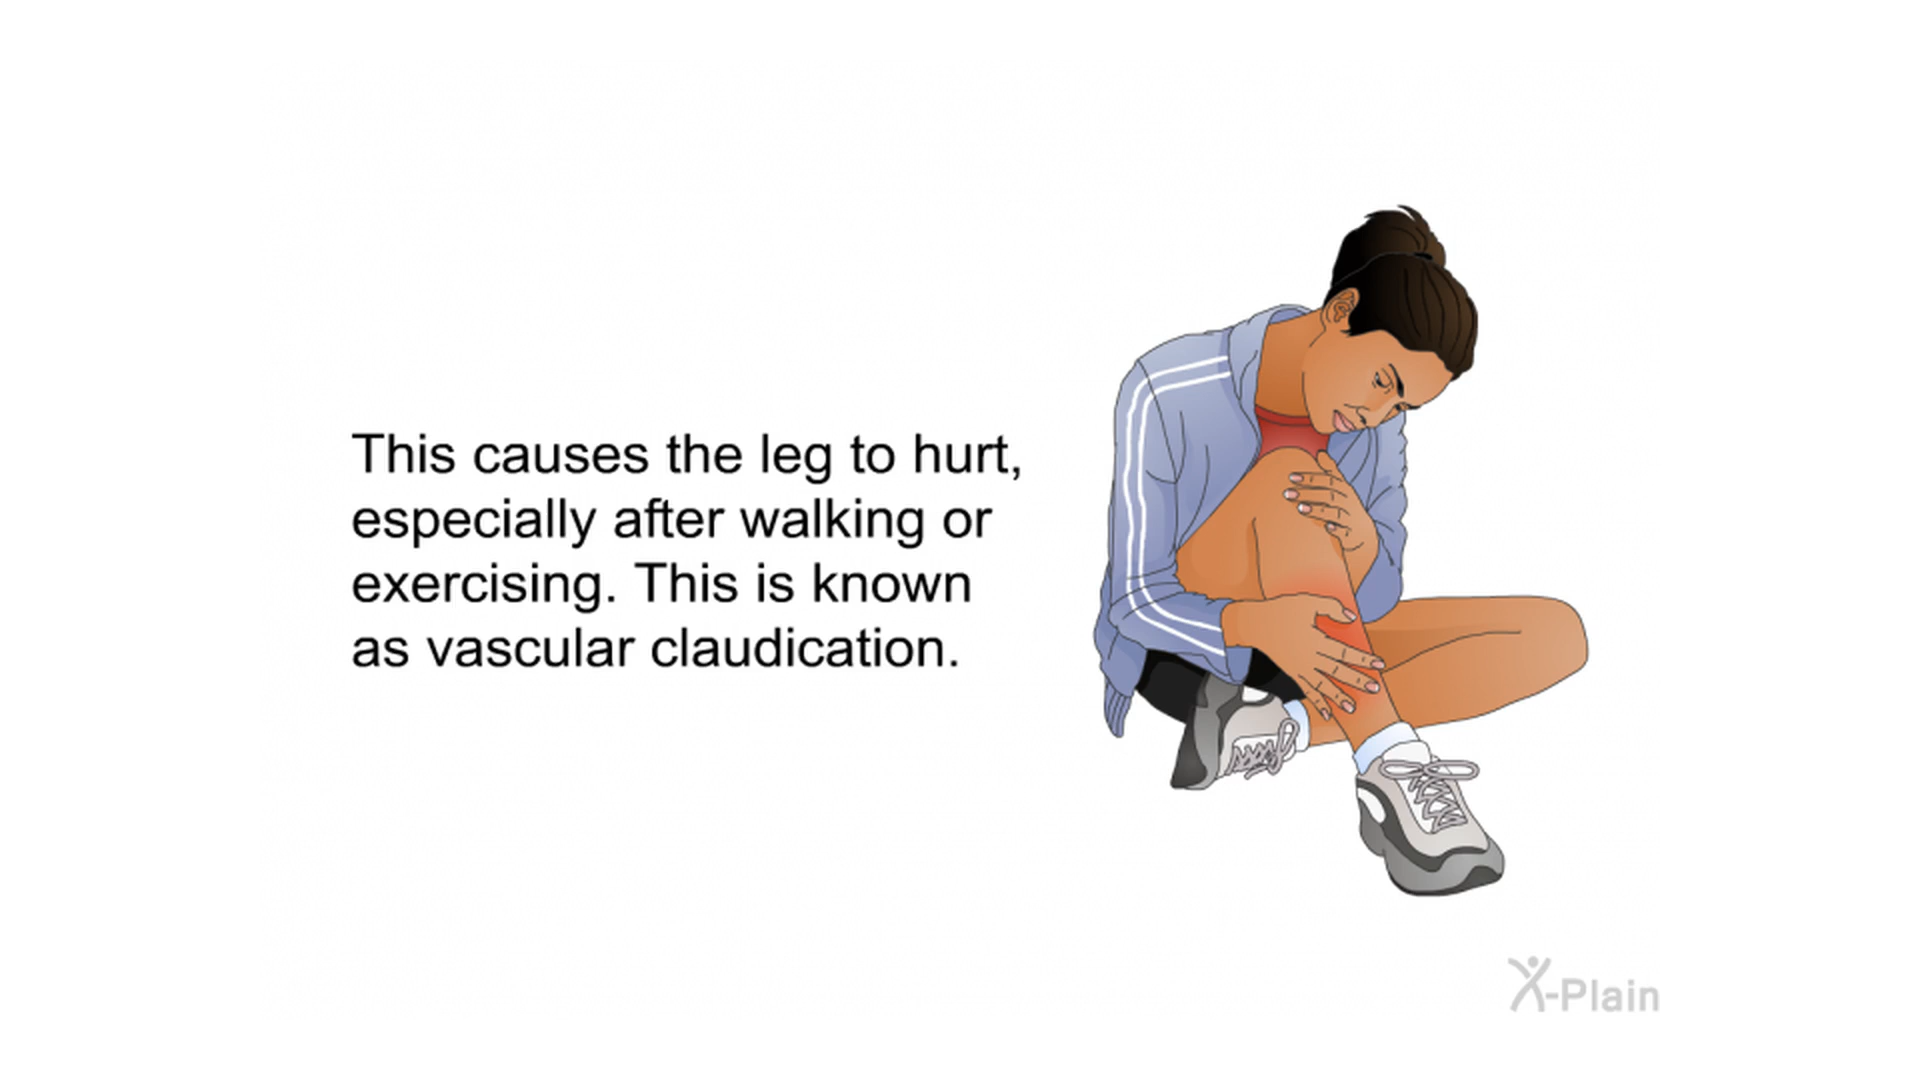 This causes the leg to hurt,
especially after walking or
exercising. This is known
as vascular claudication.
X-Plain